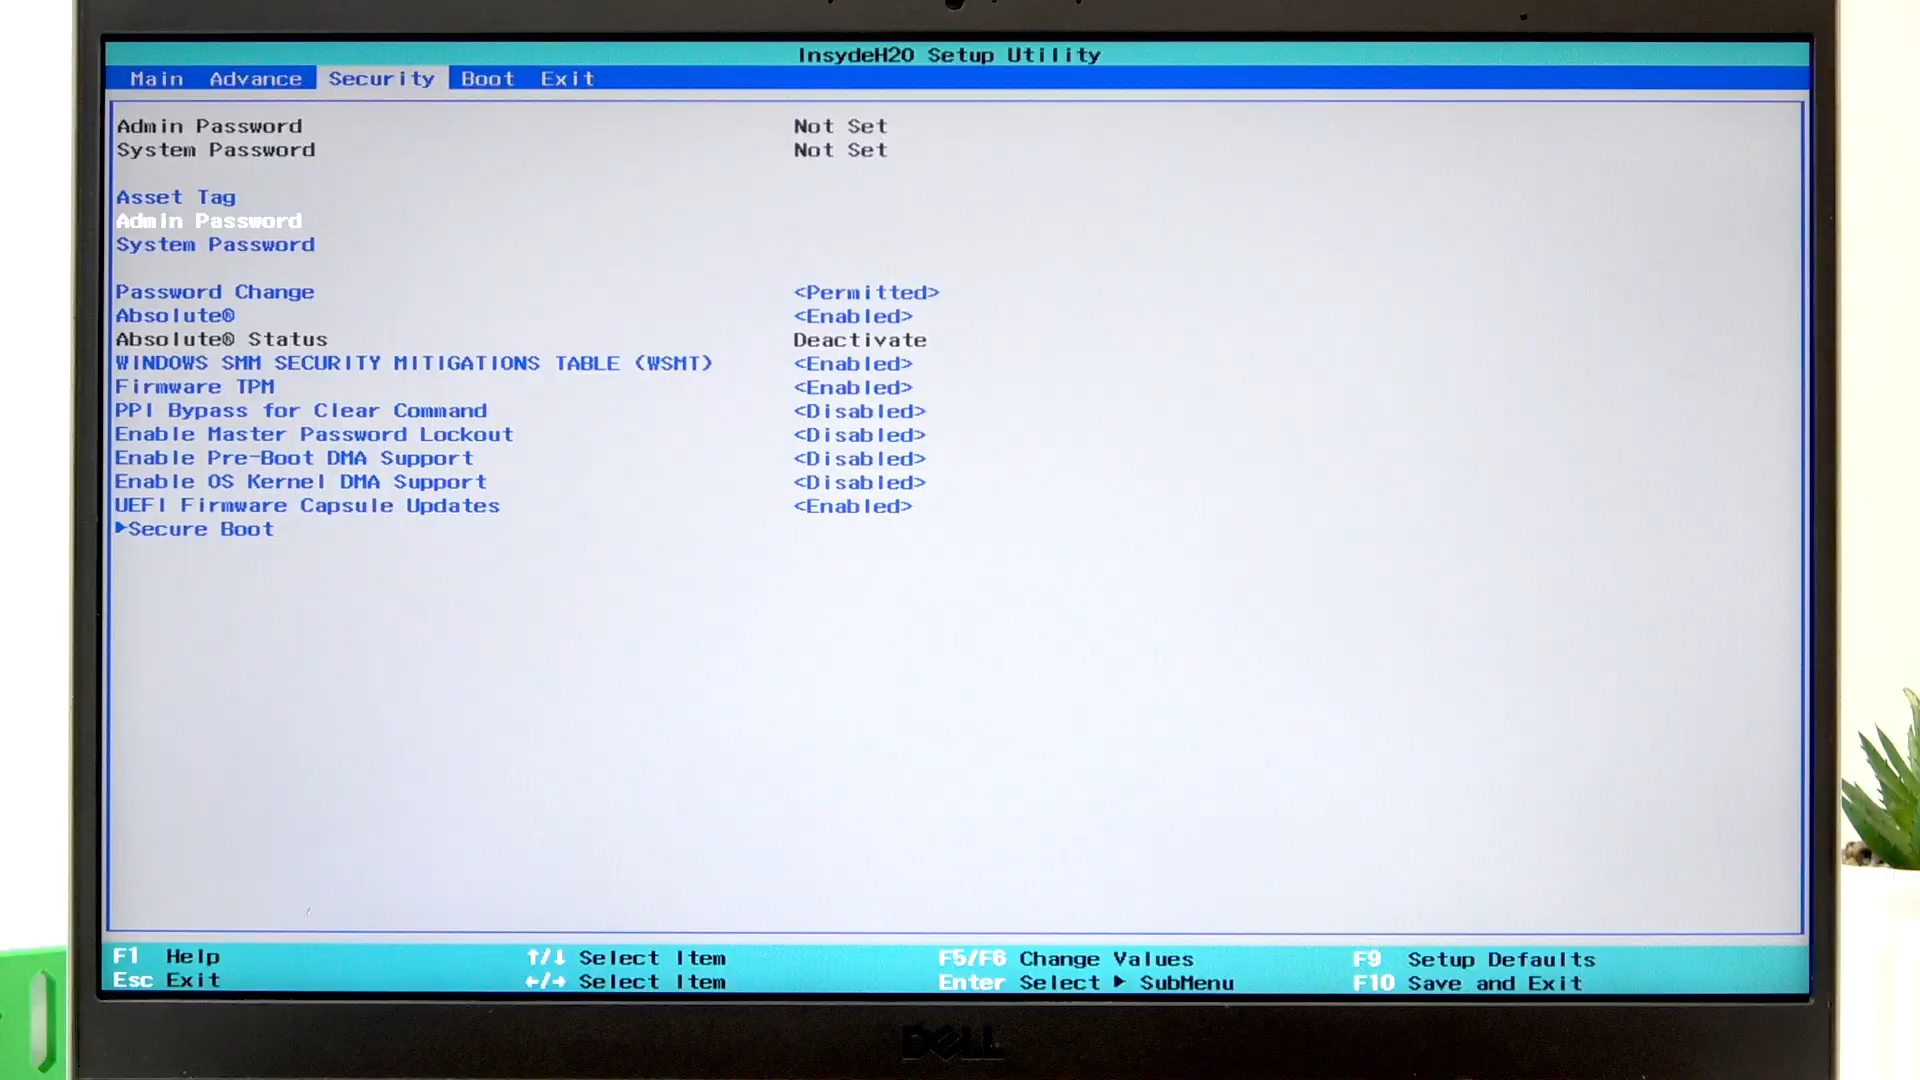 InsydeH2O Setup Utility
Main Advance Security Boot Exit
Admin Password Not Set
System Password Not Set
Asset Tag
Admin Password
System Password
Password Change <Permitted>
Absolute® <Enabled>
Absolute® Status Deactivate
WINDOWS SMM SECURITY MITIGATIONS TABLE (WSMT) <Enabled>
Firmware TPM <Enabled>
PPI Bypass for Clear Command <Disabled>
Enable Master Password Lockout <Disabled>
Enable Pre-Boot DMA Support <Disabled>
Enable OS Kernel DMA Support <Disabled>
UEFI Firmware Capsule Updates <Enabled>
▶Secure Boot
F1 Help ↑/↓ Select Item F5/F6 Change Values F9 Setup Defaults
Esc Exit ←/→ Select Item Enter Select ▶ SubMenu F10 Save and Exit
DELL